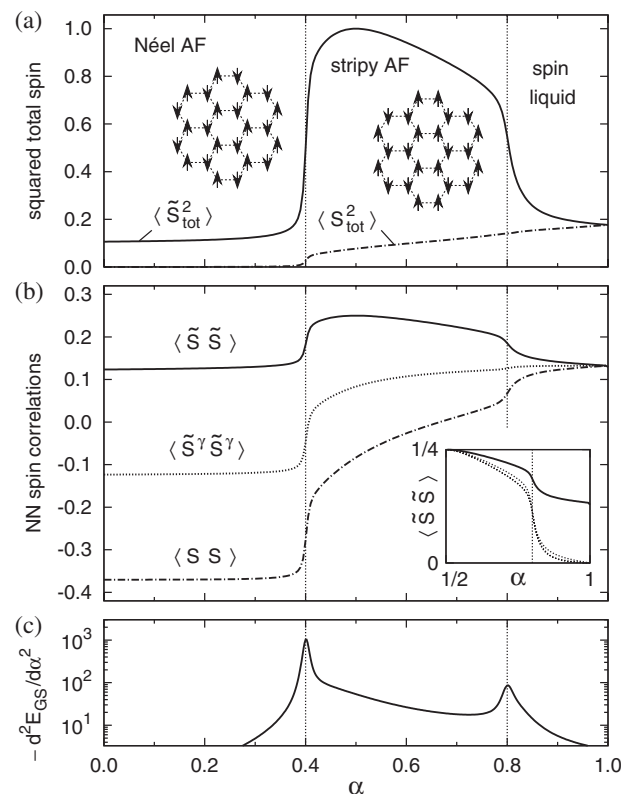 (a)
squared total spin
1.0
0.8
0.6
0.4
0.2
0.0
Néel AF
stripy AF
spin
liquid
⟨ S̃²tot ⟩
⟨ S²tot ⟩
(b)
NN spin correlations
0.3
0.2
0.1
0.0
-0.1
-0.2
-0.3
-0.4
⟨ S̃ S̃ ⟩
⟨ S̃ᵞ S̃ᵞ ⟩
⟨ S S ⟩
⟨ S̃ S̃ ⟩
1/4
0
1/2
α
1
(c)
− d²E_GS/dα²
10³
10²
10¹
0.0
0.2
0.4
0.6
0.8
1.0
α